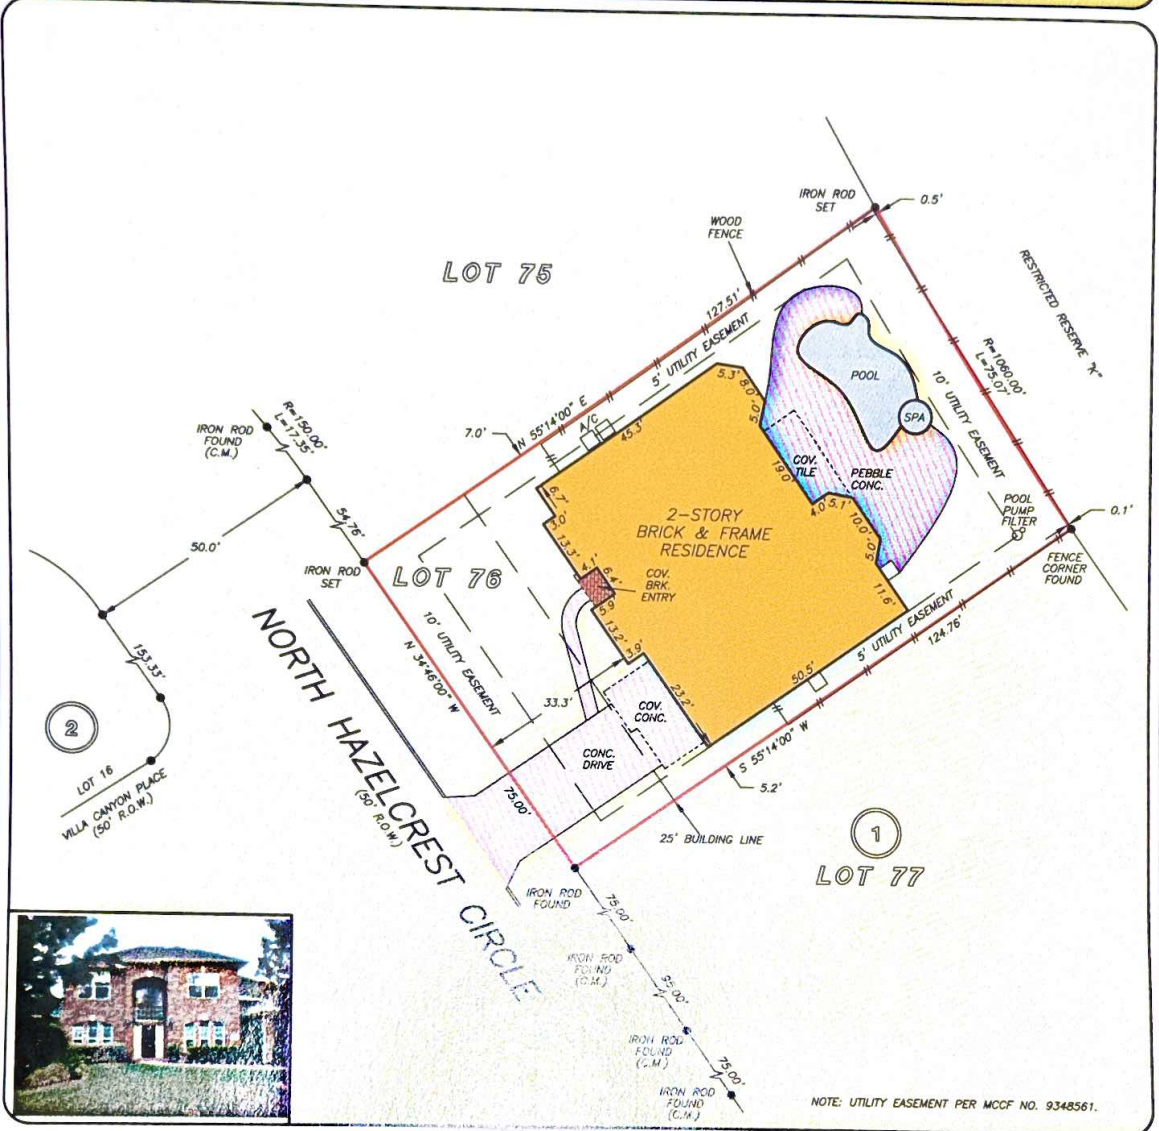 IRON ROD
SET
0.5'
WOOD
FENCE
LOT 75
RESTRICTED RESERVE "K"
127.51'
5' UTILITY EASEMENT
R=1060.00'
L=75.07'
POOL
SPA
10' UTILITY EASEMENT
5.3'
8.0'
5.0'
R=150.00'
L=17.35'
IRON ROD
FOUND
(C.M.)
7.0'
N 55'14'00" E
A/C
45.3'
COV.
TILE
19.0'
PEBBLE
CONC.
4.0'
5.1'
10.0'
5.0'
POOL
PUMP
FILTER
0.1'
FENCE
CORNER
FOUND
54.76'
50.0'
IRON ROD
SET
LOT 76
6.7'
3.0'
13.3'
6.4'
2-STORY
BRICK & FRAME
RESIDENCE
COV.
BRK.
ENTRY
11.6'
5' UTILITY EASEMENT
124.76'
10' UTILITY EASEMENT
N 34'46'00" W
5.9
13.2'
3.9'
23.2'
50.5'
33.3'
COV.
CONC.
CONC.
DRIVE
S 55'14'00" W
5.2'
75.00'
25' BUILDING LINE
NORTH HAZELCREST CIRCLE
(50' R.O.W.)
153.33'
2
LOT 16
VILLA CANYON PLACE
(50' R.O.W.)
1
LOT 77
IRON ROD
FOUND
75.00'
IRON ROD
FOUND
(C.M.)
95.00'
IRON ROD
FOUND
(C.M.)
75.00'
IRON ROD
FOUND
(C.M.)
NOTE: UTILITY EASEMENT PER MCCF NO. 9348561.